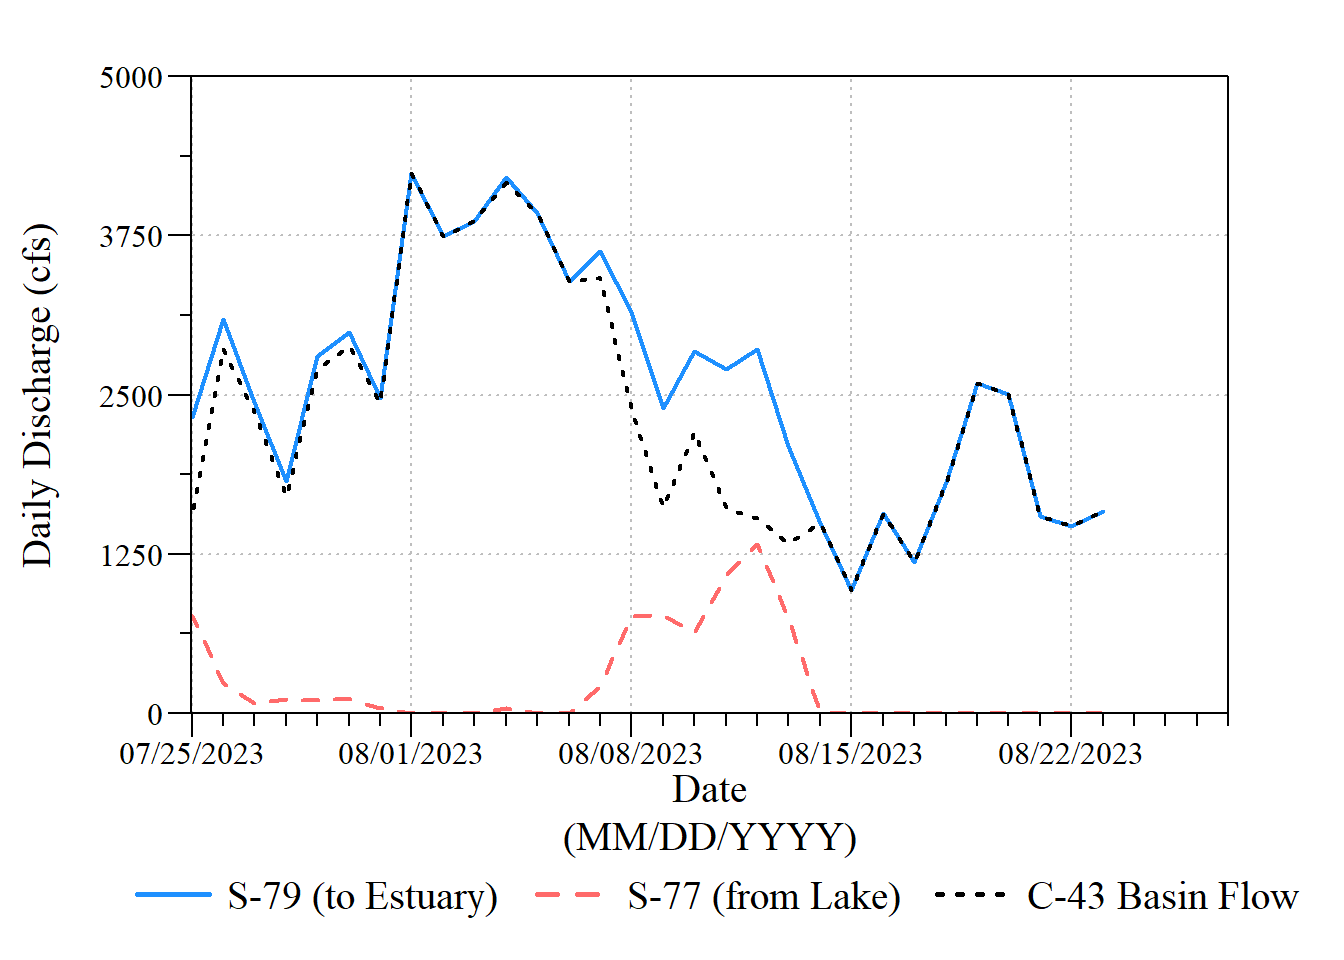 5000
3750
2500
1250
0
Daily Discharge (cfs)
07/25/2023 08/01/2023 08/08/2023 08/15/2023 08/22/2023
Date
(MM/DD/YYYY)
S-79 (to Estuary) S-77 (from Lake) C-43 Basin Flow